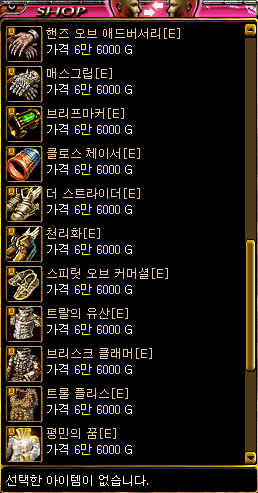 SHOP
핸즈 오브 애드버서리[E]
가격 6만 6000 G
매스그립[E]
가격 6만 6000 G
브리프마커[E]
가격 6만 6000 G
클로스 체이서[E]
가격 6만 6000 G
더 스트라이더[E]
가격 6만 6000 G
천리화[E]
가격 6만 6000 G
스피릿 오브 커머셜[E]
가격 6만 6000 G
트랄의 유산[E]
가격 6만 6000 G
브리스크 클래머[E]
가격 6만 6000 G
트롤 플리스[E]
가격 6만 6000 G
평민의 꿈[E]
가격 6만 6000 G
선택한 아이템이 없습니다.